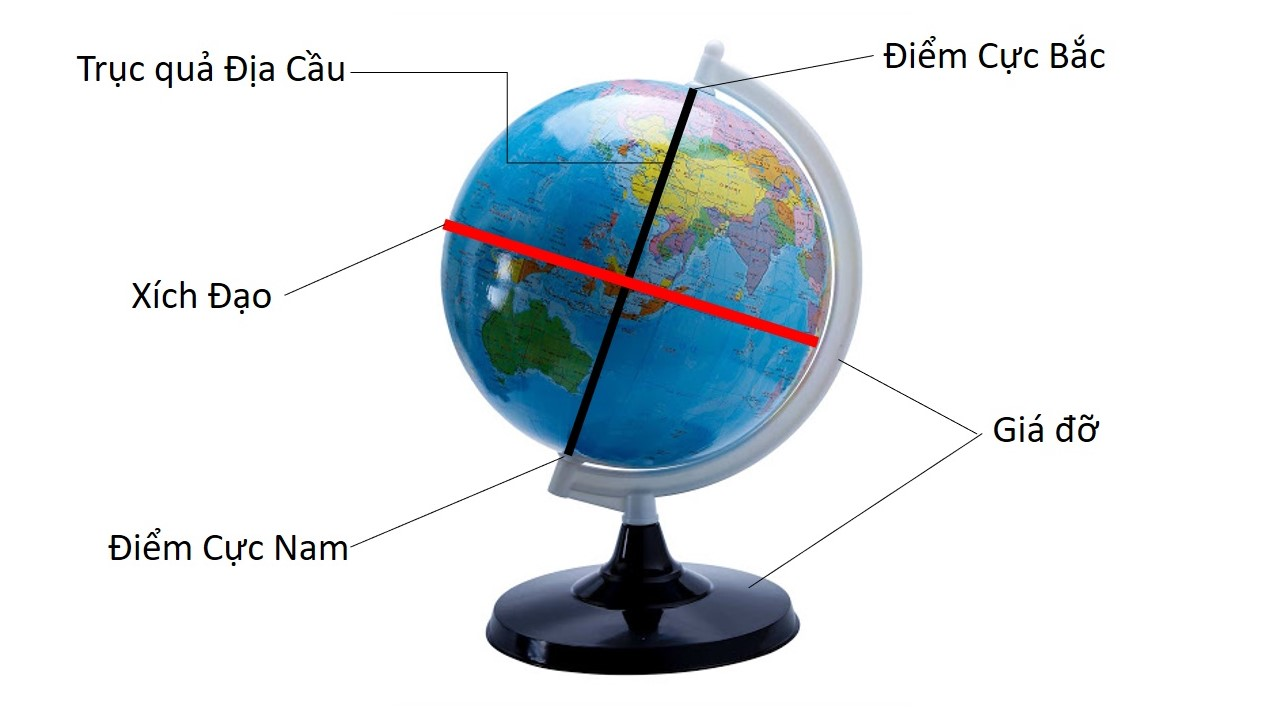 Trục quả Địa Cầu
Điểm Cực Bắc
Xích Đạo
Giá đỡ
Điểm Cực Nam